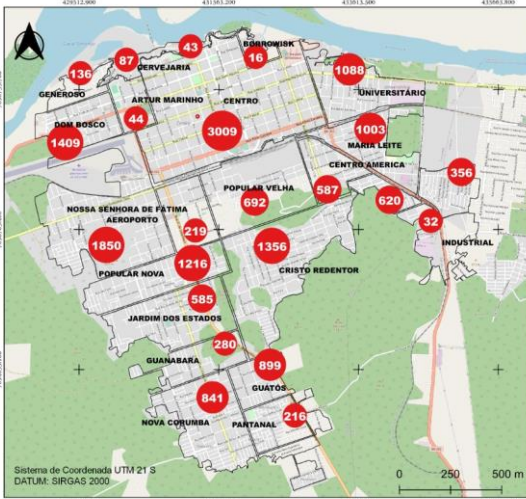 43
BORROWISK
87
16
CERVEJARIA
136
1088
GENEROSO
ARTUR MARINHO
CENTRO
UNIVERSITÁRIO
44
DOM BOSCO
3009
1003
1409
MARIA LEITE
CENTRO AMERICA
356
POPULAR VELHA
587
692
620
NOSSA SENHORA DE FÁTIMA
AEROPORTO
219
32
1850
1356
INDUSTRIAL
1216
POPULAR NOVA
CRISTO REDENTOR
585
JARDIM DOS ESTADOS
280
GUANABARA
899
GUATÓS
841
216
NOVA CORUMBA
PANTANAL
Sistema de Coordenada UTM 21 S
DATUM: SIRGAS 2000
0 250 500 m